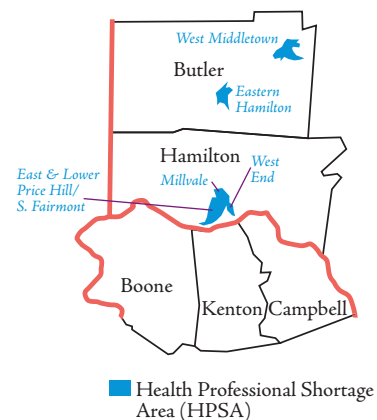 West Middletown
Butler
Eastern
Hamilton
Hamilton
East & Lower
Price Hill/
S. Fairmont
Millvale
West
End
Boone
Kenton
Campbell
Health Professional Shortage
Area (HPSA)